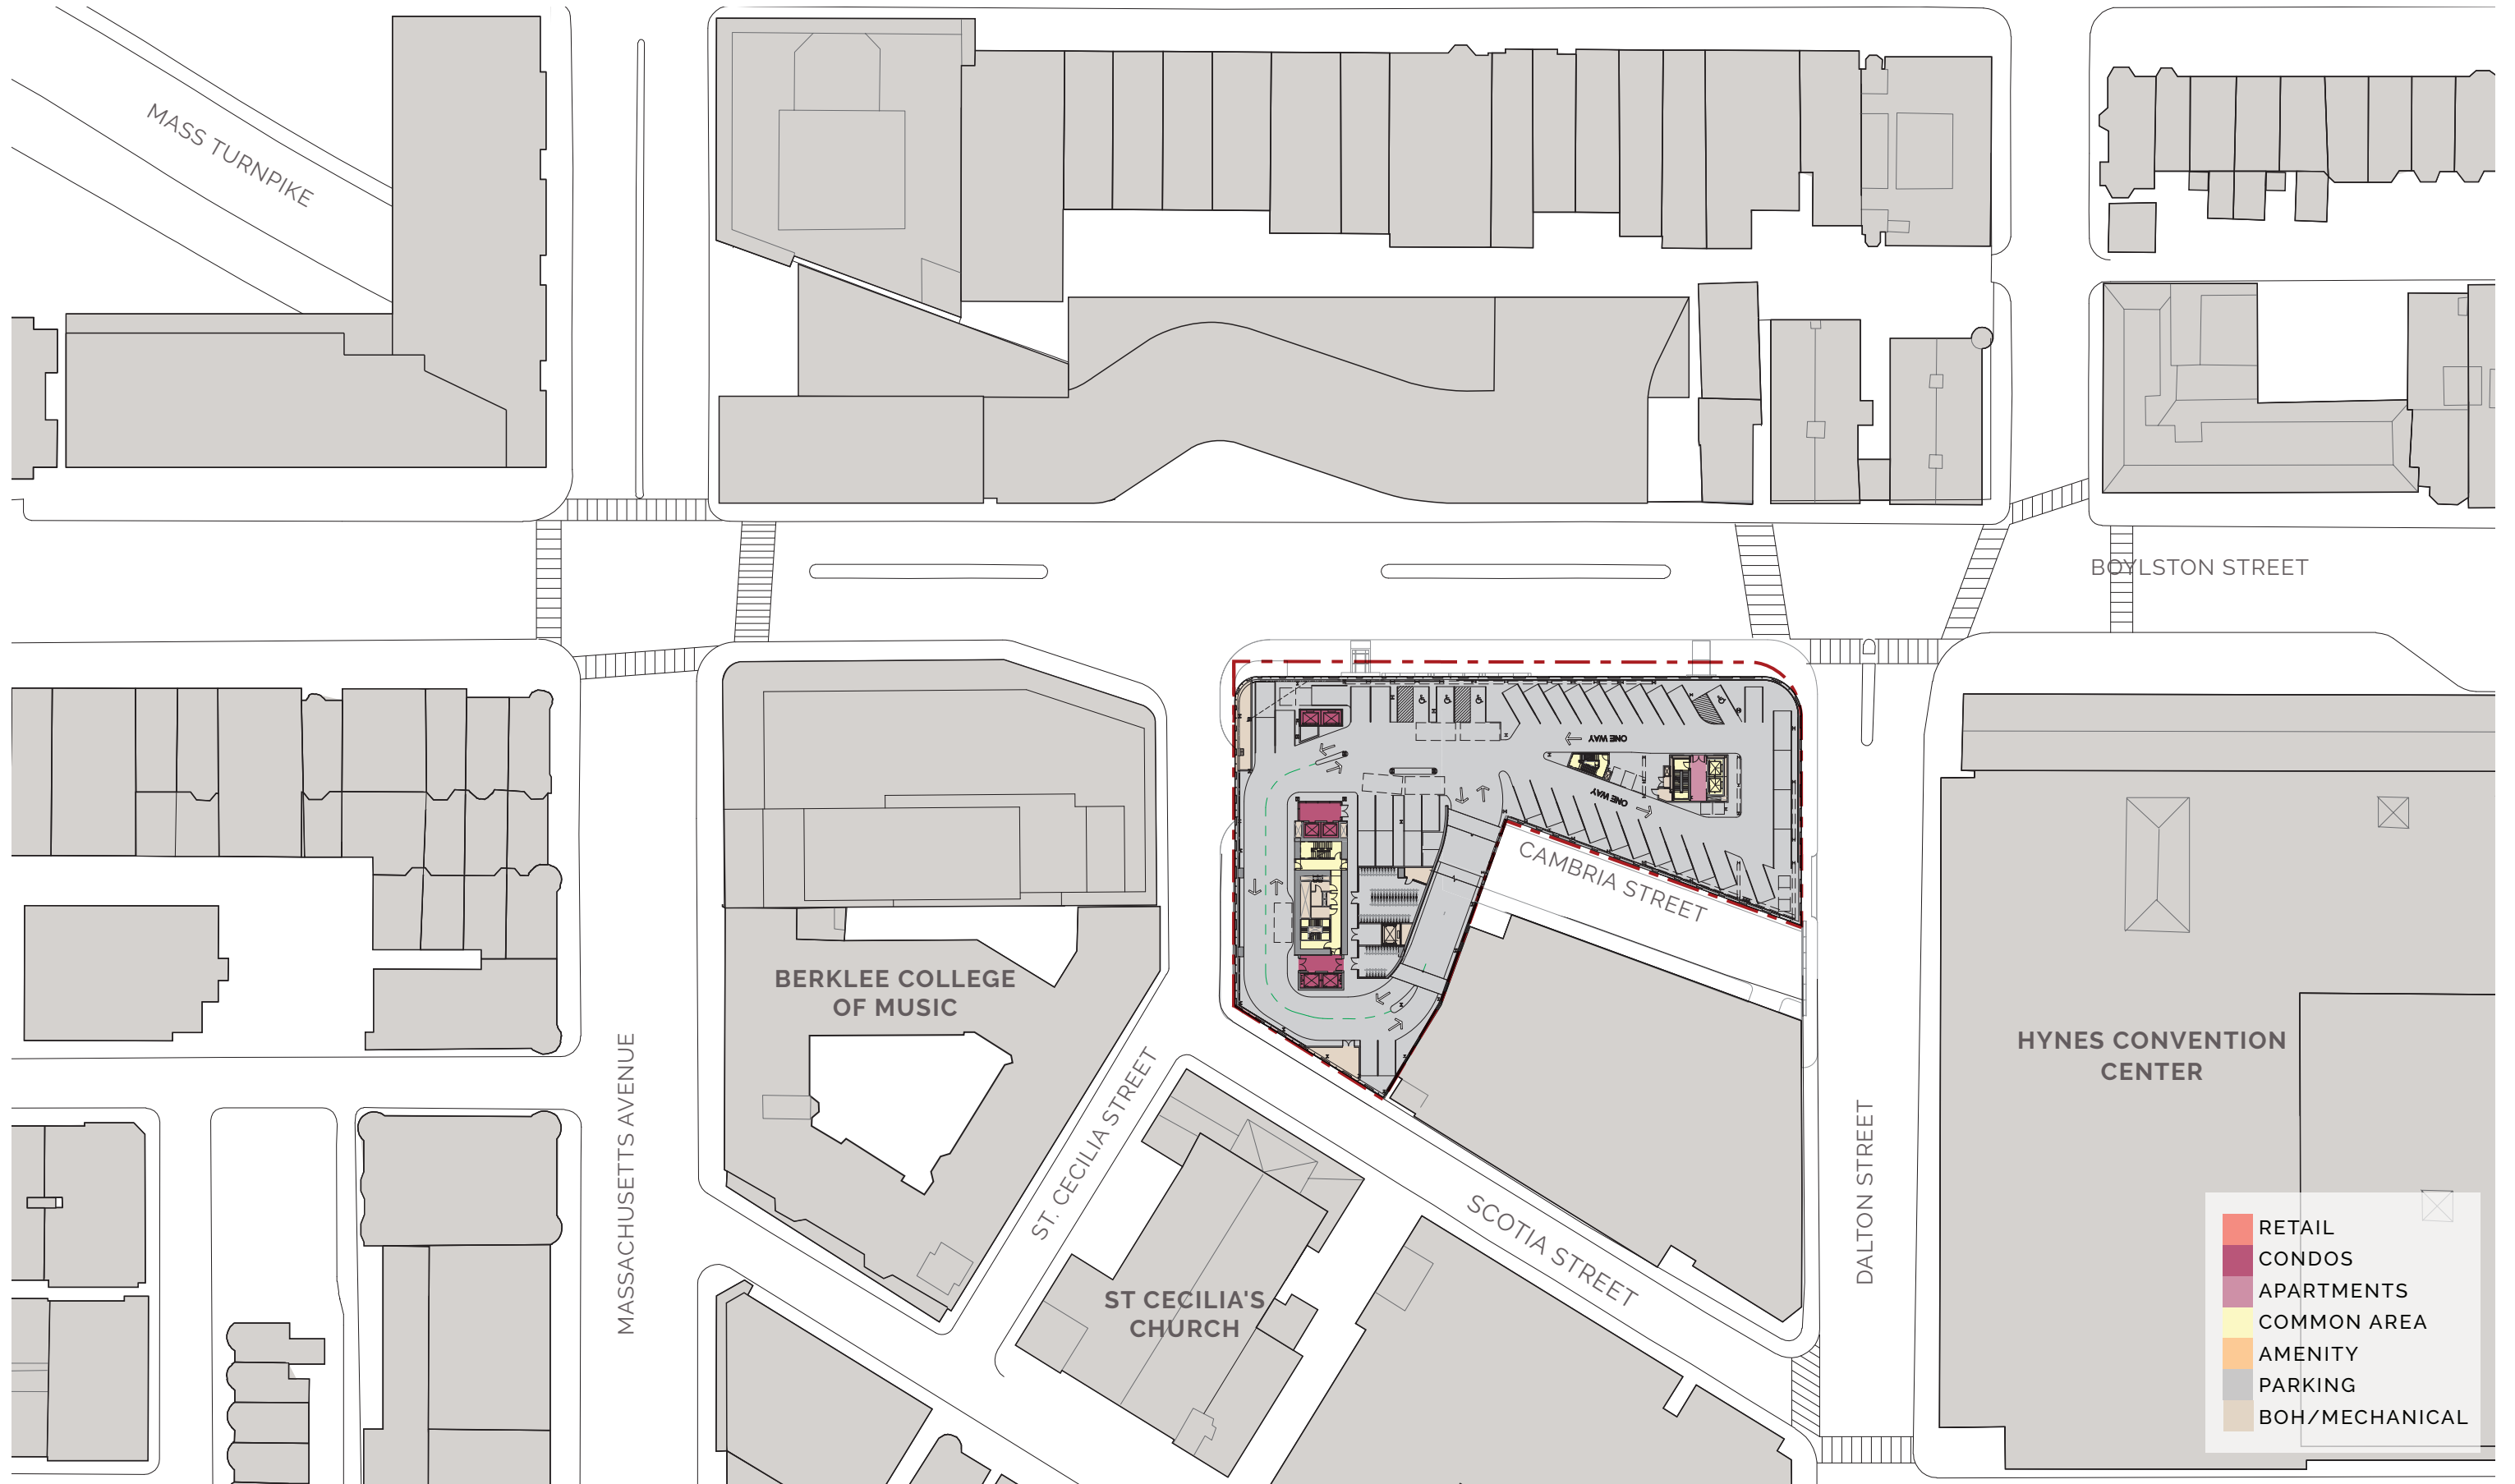 MASS TURNPIKE
BOYLSTON STREET
ONE WAY
ONE WAY
CAMBRIA STREET
BERKLEE COLLEGE
OF MUSIC
HYNES CONVENTION
CENTER
MASSACHUSETTS AVENUE
ST. CECILIA STREET
DALTON STREET
SCOTIA STREET
ST CECILIA'S
CHURCH
RETAIL
CONDOS
APARTMENTS
COMMON AREA
AMENITY
PARKING
BOH/MECHANICAL